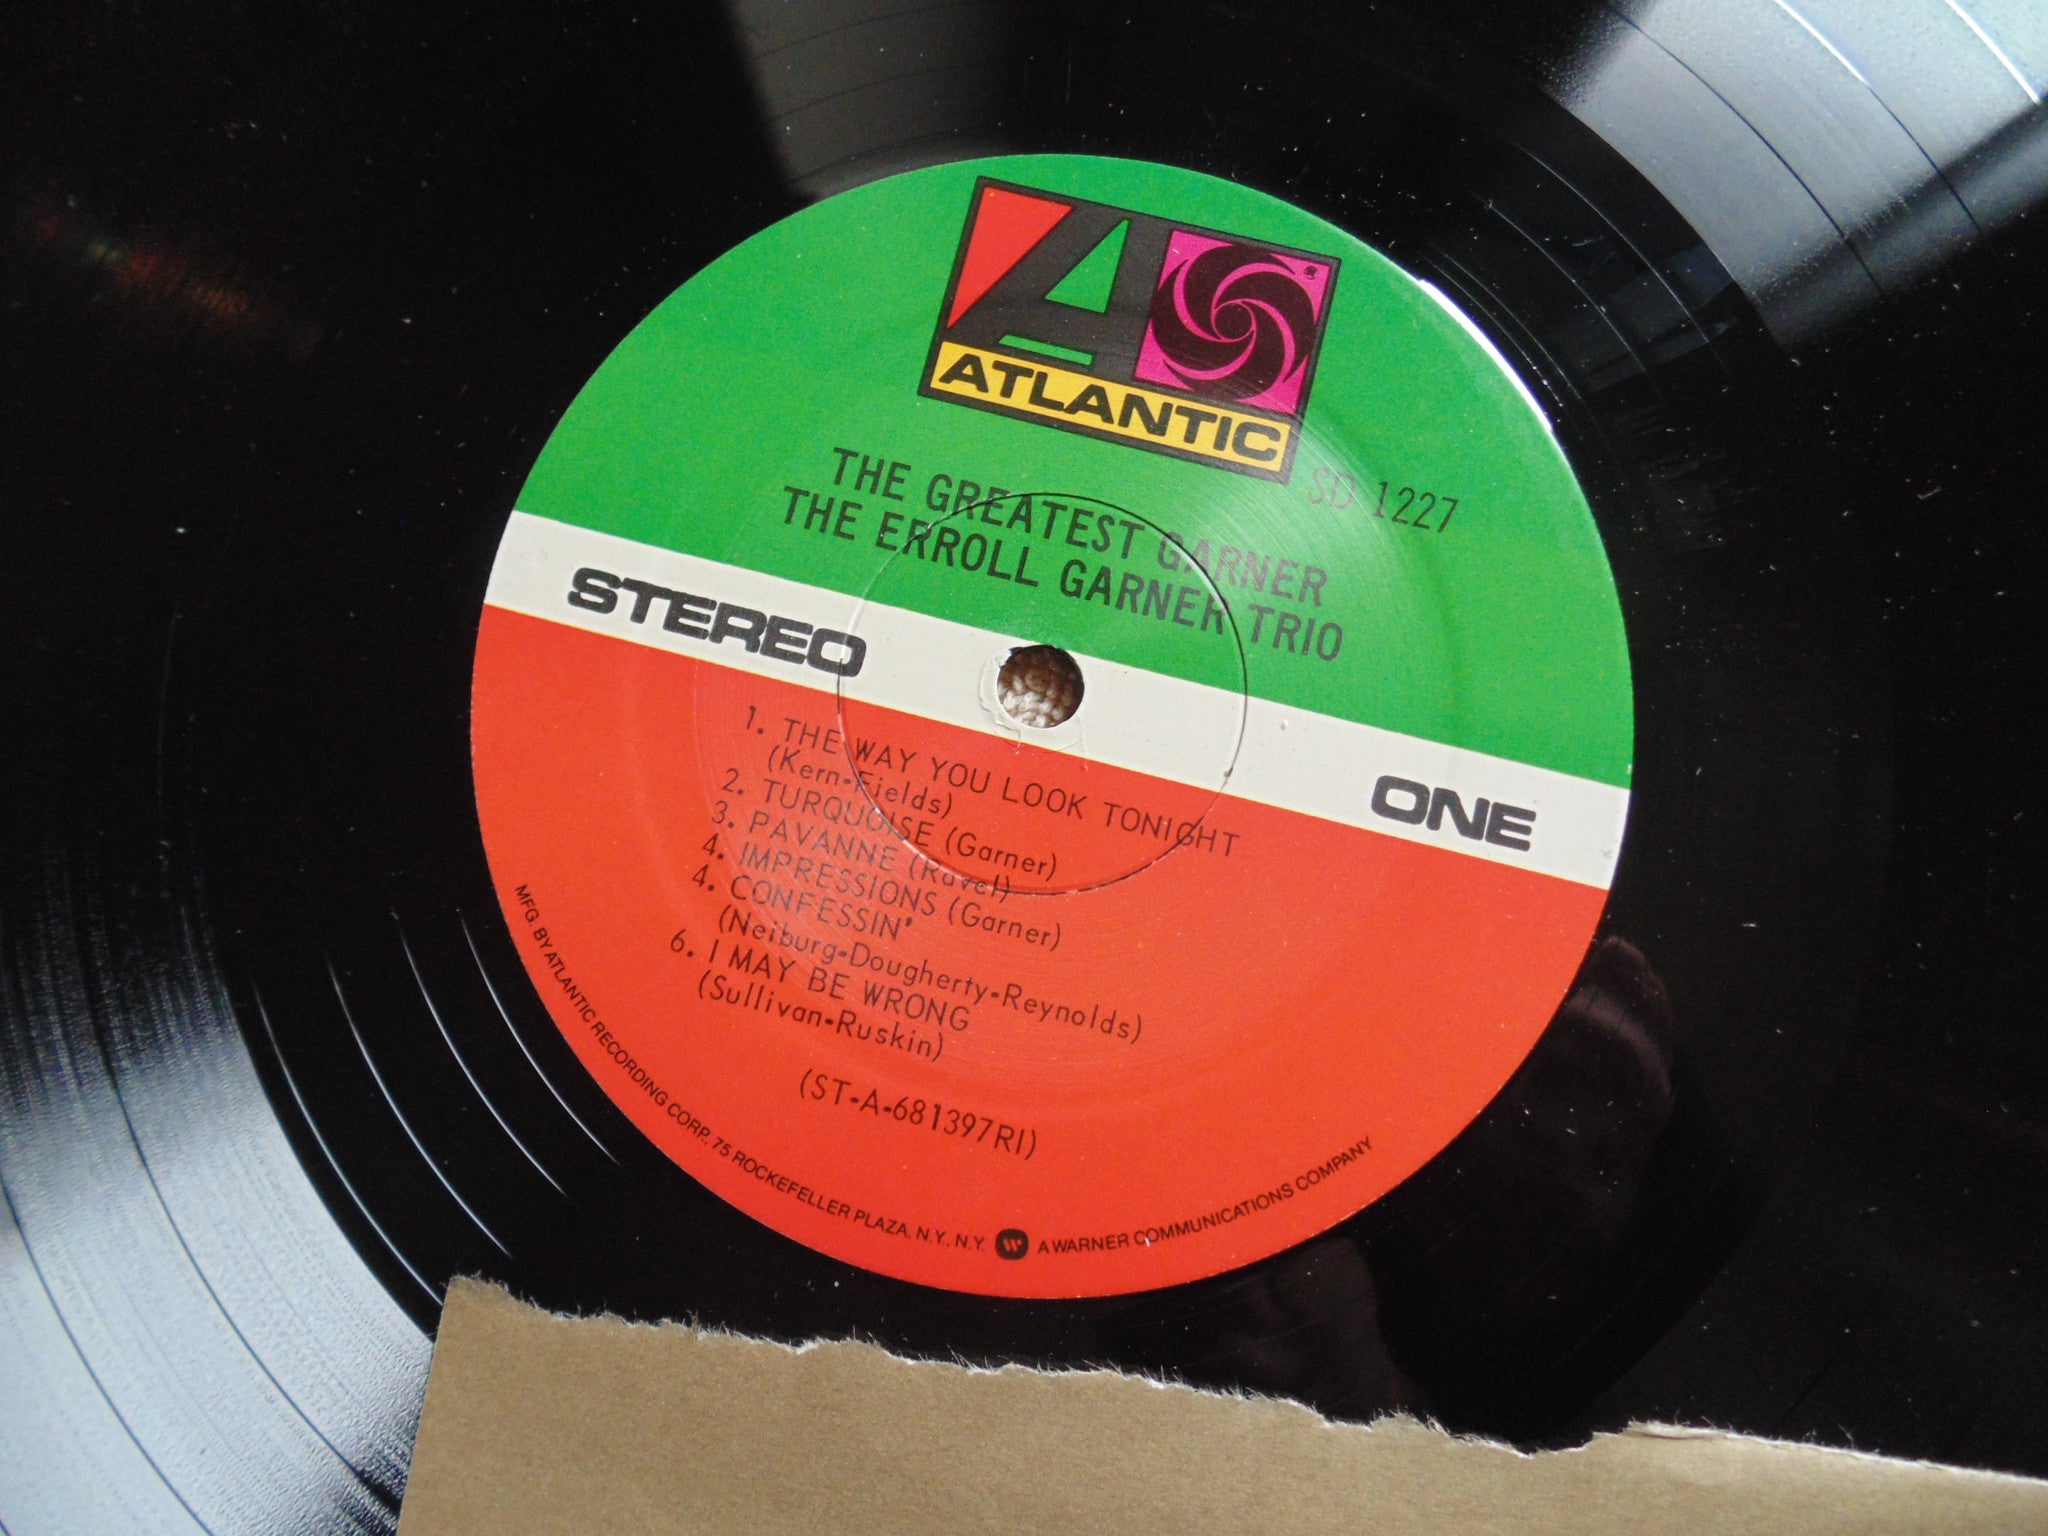 ATLANTIC
®
SD 1227
THE GREATEST GARNER
THE ERROLL GARNER TRIO
STEREO
ONE
1. THE WAY YOU LOOK TONIGHT
(Kern-Fields)
2. TURQUOISE (Garner)
3. PAVANNE (Ravel)
4. IMPRESSIONS (Garner)
4. CONFESSIN'
(Neiburg-Dougherty-Reynolds)
6. I MAY BE WRONG
(Sullivan-Ruskin)
(ST-A-681397RI)
MFG. BY ATLANTIC RECORDING CORP., 75 ROCKEFELLER PLAZA, N.Y., N.Y. W A WARNER COMMUNICATIONS COMPANY